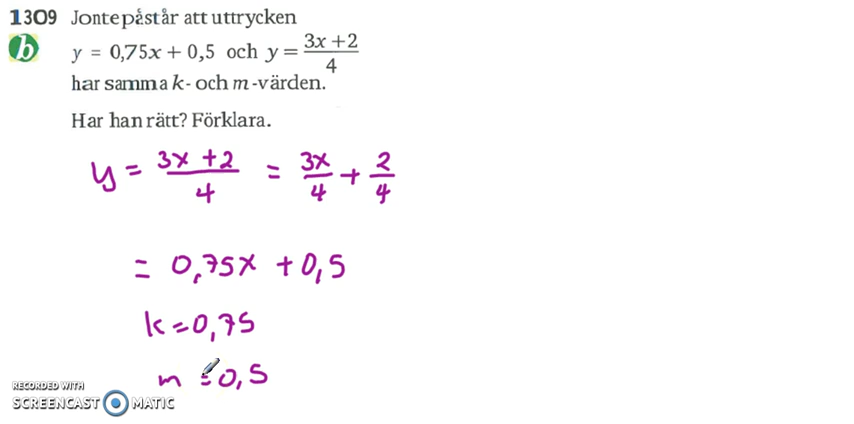 1309 Jonte påstår att uttrycken
b y = 0,75x + 0,5 och y = (3x + 2)/4
har samma k- och m-värden.
Har han rätt? Förklara.
y = (3x + 2)/4 = 3x/4 + 2/4
= 0,75x + 0,5
k = 0,75
m = 0,5
RECORDED WITH
SCREENCAST MATIC